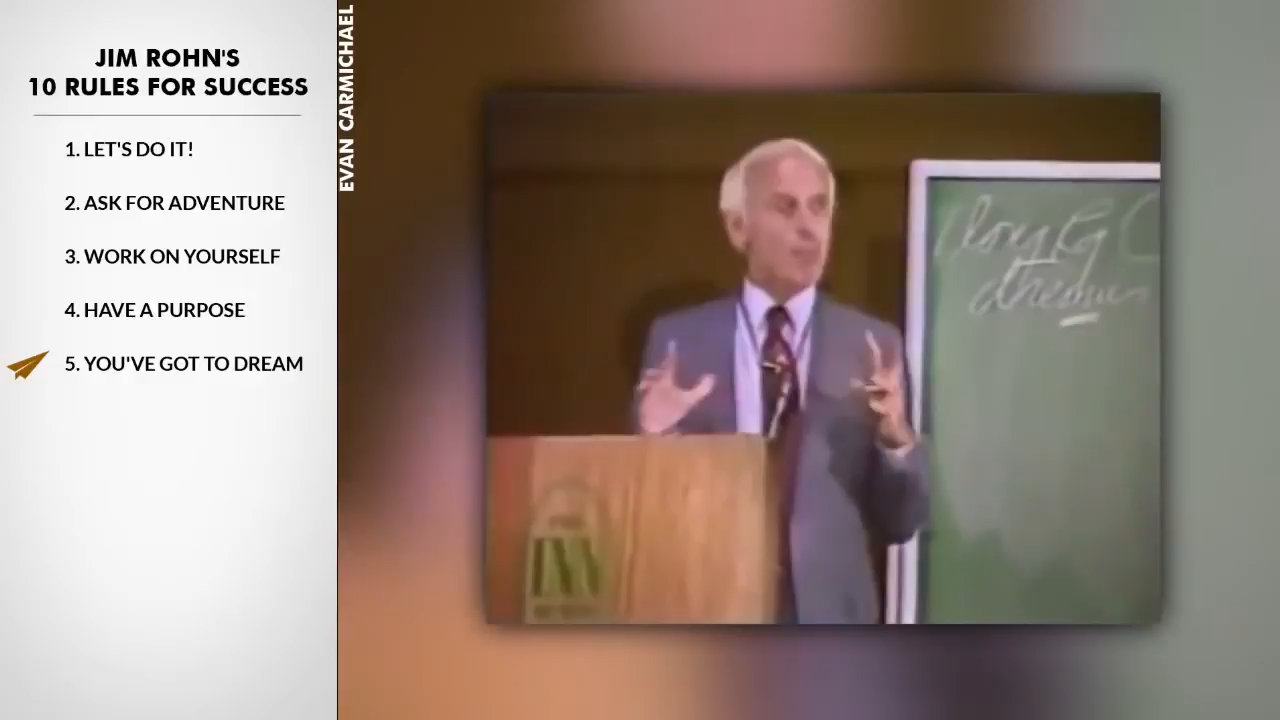 JIM ROHN'S
10 RULES FOR SUCCESS
1. LET'S DO IT!
2. ASK FOR ADVENTURE
3. WORK ON YOURSELF
4. HAVE A PURPOSE
5. YOU'VE GOT TO DREAM
EVAN CARMICHAEL
INN